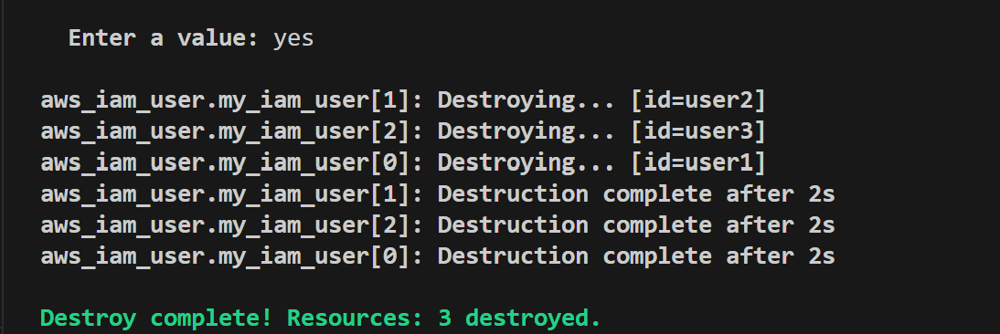 Enter a value: yes
aws_iam_user.my_iam_user[1]: Destroying... [id=user2]
aws_iam_user.my_iam_user[2]: Destroying... [id=user3]
aws_iam_user.my_iam_user[0]: Destroying... [id=user1]
aws_iam_user.my_iam_user[1]: Destruction complete after 2s
aws_iam_user.my_iam_user[2]: Destruction complete after 2s
aws_iam_user.my_iam_user[0]: Destruction complete after 2s
Destroy complete! Resources: 3 destroyed.